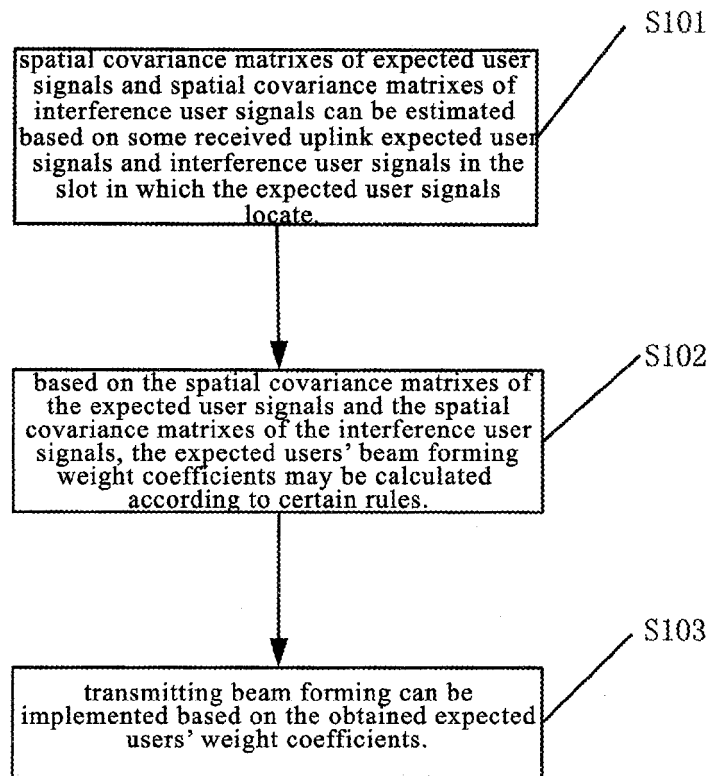 S101
spatial covariance matrixes of expected user
signals and spatial covariance matrixes of
interference user signals can be estimated
based on some received uplink expected user
signals and interference user signals in the
slot in which the expected user signals
locate.
S102
based on the spatial covariance matrixes of
the expected user signals and the spatial
covariance matrixes of the interference user
signals, the expected users' beam forming
weight coefficients may be calculated
according to certain rules.
S103
transmitting beam forming can be
implemented based on the obtained expected
users' weight coefficients.